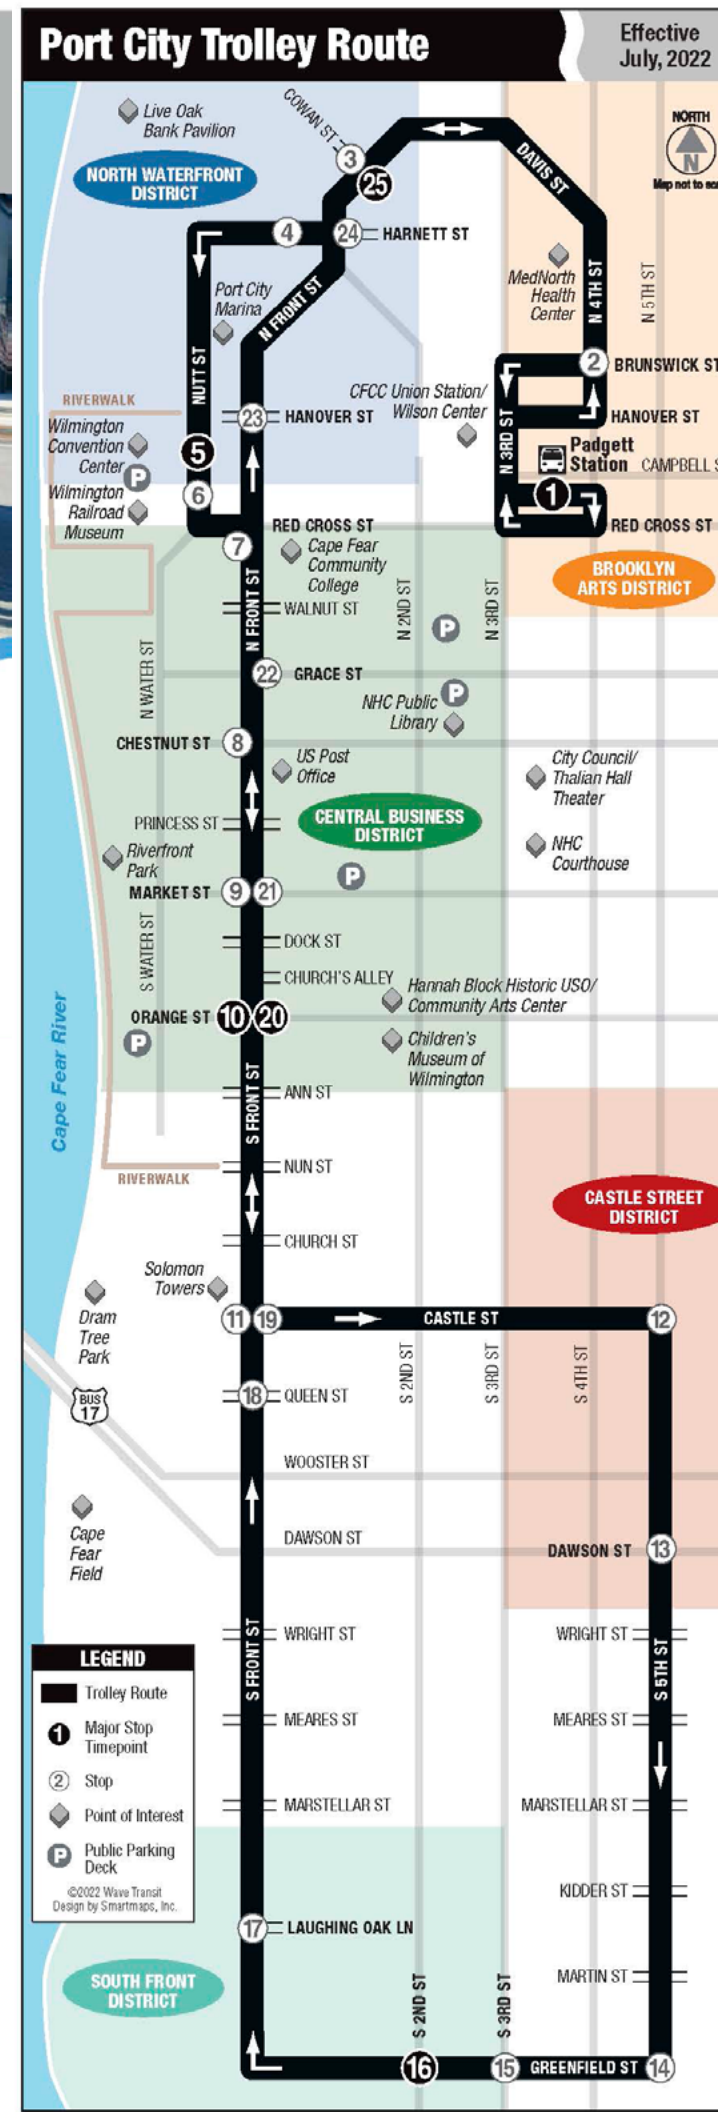 Port City Trolley Route
Effective
July, 2022
Live Oak
Bank Pavilion
COWAN ST
3
25
NORTH
N
NORTH WATERFRONT
DISTRICT
DAVIS ST
4
24
HARNETT ST
MedNorth
Health
Center
N 4TH ST
N 5TH ST
Port City
Marina
N FRONT ST
NUTT ST
2
BRUNSWICK ST
RIVERWALK
CFCC Union Station/
Wilson Center
23
HANOVER ST
N 3RD ST
HANOVER ST
Wilmington
Convention
Center
P
5
6
Padgett
Station
CAMPBELL
1
Wilmington
Railroad
Museum
RED CROSS ST
RED CROSS ST
7
Cape Fear
Community
College
BROOKLYN
ARTS DISTRICT
N FRONT ST
WALNUT ST
N 2ND ST
P
N 3RD ST
N WATER ST
22
GRACE ST
NHC Public
Library
P
CHESTNUT ST
8
US Post
Office
City Council/
Thalian Hall
Theater
PRINCESS ST
CENTRAL BUSINESS
DISTRICT
Riverfront
Park
NHC
Courthouse
P
MARKET ST
9
21
S WATER ST
DOCK ST
CHURCH'S ALLEY
Hannah Block Historic USO/
Community Arts Center
ORANGE ST
10
20
P
Children's
Museum of
Wilmington
Cape Fear River
S FRONT ST
ANN ST
NUN ST
RIVERWALK
CASTLE STREET
DISTRICT
CHURCH ST
Solomon
Towers
Dram
Tree
Park
11
19
CASTLE ST
12
S 2ND ST
S 3RD ST
S 4TH ST
BUS
17
18
QUEEN ST
WOOSTER ST
Cape
Fear
Field
DAWSON ST
DAWSON ST
13
S FRONT ST
WRIGHT ST
WRIGHT ST
S 5TH ST
MEARES ST
MEARES ST
MARSTELLAR ST
MARSTELLAR ST
KIDDER ST
MARTIN ST
LEGEND
Trolley Route
1
Major Stop
Timepoint
2
Stop
Point of Interest
P
Public Parking
Deck
©2022 Wave Transit
Design by Smartmaps, Inc.
17
LAUGHING OAK LN
SOUTH FRONT
DISTRICT
S 2ND ST
S 3RD ST
16
15
GREENFIELD ST
14